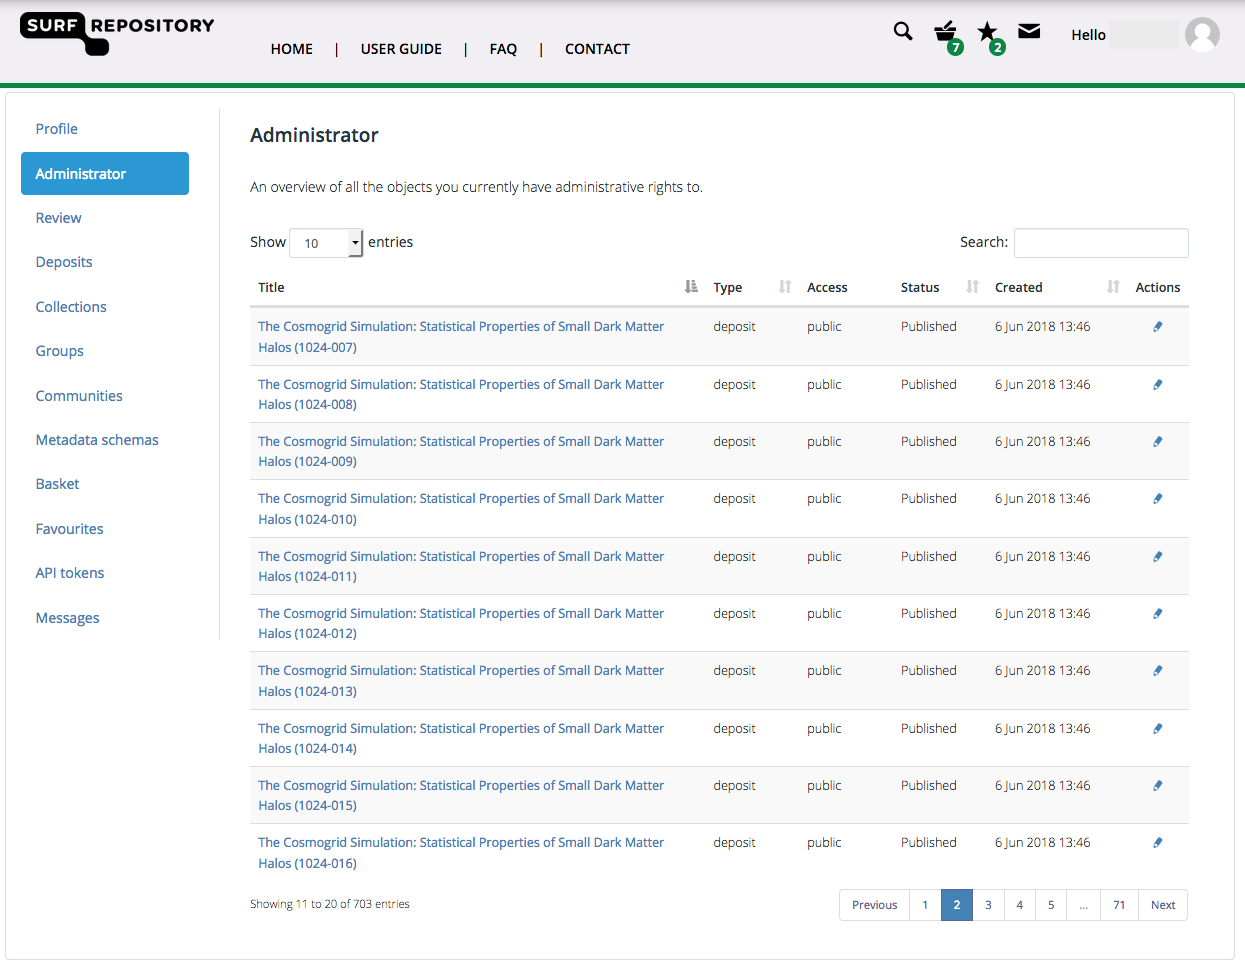 SURF REPOSITORY
HOME | USER GUIDE | FAQ | CONTACT
7
2
Hello
Profile
Administrator
Review
Deposits
Collections
Groups
Communities
Metadata schemas
Basket
Favourites
API tokens
Messages
Administrator
An overview of all the objects you currently have administrative rights to.
Show 10 entries
Search:
Title Type Access Status Created Actions
The Cosmogrid Simulation: Statistical Properties of Small Dark Matter deposit public Published 6 Jun 2018 13:46
Halos (1024-007)
The Cosmogrid Simulation: Statistical Properties of Small Dark Matter deposit public Published 6 Jun 2018 13:46
Halos (1024-008)
The Cosmogrid Simulation: Statistical Properties of Small Dark Matter deposit public Published 6 Jun 2018 13:46
Halos (1024-009)
The Cosmogrid Simulation: Statistical Properties of Small Dark Matter deposit public Published 6 Jun 2018 13:46
Halos (1024-010)
The Cosmogrid Simulation: Statistical Properties of Small Dark Matter deposit public Published 6 Jun 2018 13:46
Halos (1024-011)
The Cosmogrid Simulation: Statistical Properties of Small Dark Matter deposit public Published 6 Jun 2018 13:46
Halos (1024-012)
The Cosmogrid Simulation: Statistical Properties of Small Dark Matter deposit public Published 6 Jun 2018 13:46
Halos (1024-013)
The Cosmogrid Simulation: Statistical Properties of Small Dark Matter deposit public Published 6 Jun 2018 13:46
Halos (1024-014)
The Cosmogrid Simulation: Statistical Properties of Small Dark Matter deposit public Published 6 Jun 2018 13:46
Halos (1024-015)
The Cosmogrid Simulation: Statistical Properties of Small Dark Matter deposit public Published 6 Jun 2018 13:46
Halos (1024-016)
Showing 11 to 20 of 703 entries
Previous 1 2 3 4 5 ... 71 Next